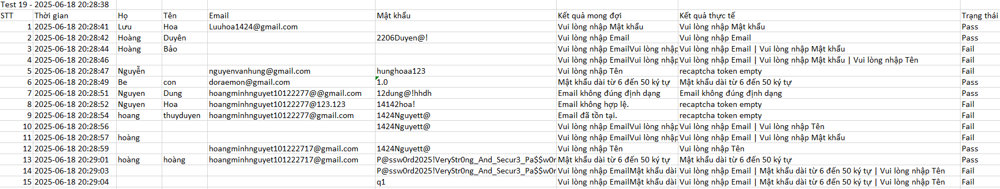 Test 19 - 2025-06-18 20:28:38
STT Thời gian Họ Tên Email Mật khẩu Kết quả mong đợi Kết quả thực tế Trạng thái
1 2025-06-18 20:28:41 Lưu Hoa Luuhoa1424@gmail.com Vui lòng nhập Mật khẩu Vui lòng nhập Mật khẩu Pass
2 2025-06-18 20:28:42 Hoàng Duyên 2206Duyen@! Vui lòng nhập Email Vui lòng nhập Email Pass
3 2025-06-18 20:28:44 Hoàng Bảo Vui lòng nhập EmailVui lòng nhập Vui lòng nhập Email | Vui lòng nhập Mật khẩu Fail
4 2025-06-18 20:28:46 Vui lòng nhập EmailVui lòng nhập Vui lòng nhập Email | Vui lòng nhập Mật khẩu | Vui lòng nhập Tên Fail
5 2025-06-18 20:28:47 Nguyễn nguyenvanhung@gmail.com hunghoaa123 Vui lòng nhập Tên recaptcha token empty Fail
6 2025-06-18 20:28:49 Be con doraemon@gmail.com 1.0 Mật khẩu dài từ 6 đến 50 ký tự Mật khẩu dài từ 6 đến 50 ký tự Pass
7 2025-06-18 20:28:51 Nguyen Dung hoangminhnguyet10122277@@gmail.com 12dung@!hhdh Email không đúng định dạng Email không đúng định dạng Pass
8 2025-06-18 20:28:52 Nguyen Hoa hoangminhnguyet10122277@123.123 14142hoa! Email không hợp lệ. recaptcha token empty Fail
9 2025-06-18 20:28:54 hoang thuyduyen hoangminhnguyet10122277@gmail.com 1424Nguyett@ Email đã tồn tại. recaptcha token empty Fail
10 2025-06-18 20:28:56 1424Nguyett@ Vui lòng nhập EmailVui lòng nhập Vui lòng nhập Email | Vui lòng nhập Tên Fail
11 2025-06-18 20:28:57 hoàng Vui lòng nhập EmailVui lòng nhập Vui lòng nhập Email | Vui lòng nhập Mật khẩu Fail
12 2025-06-18 20:28:59 hoangminhnguyet101222717@gmail.com 1424Nguyett@ Vui lòng nhập Tên Vui lòng nhập Tên Pass
13 2025-06-18 20:29:01 hoàng hoàng hoangminhnguyet101222717@gmail.com P@ssw0rd2025!VeryStr0ng_And_Secur3_Pa$$w0r Mật khẩu dài từ 6 đến 50 ký tự Mật khẩu dài từ 6 đến 50 ký tự Pass
14 2025-06-18 20:29:03 P@ssw0rd2025!VeryStr0ng_And_Secur3_Pa$$w0r Vui lòng nhập EmailMật khẩu dài Vui lòng nhập Email | Mật khẩu dài từ 6 đến 50 ký tự | Vui lòng nhập Tên Fail
15 2025-06-18 20:29:04 q1 Vui lòng nhập EmailMật khẩu dài Vui lòng nhập Email | Mật khẩu dài từ 6 đến 50 ký tự | Vui lòng nhập Tên Fail